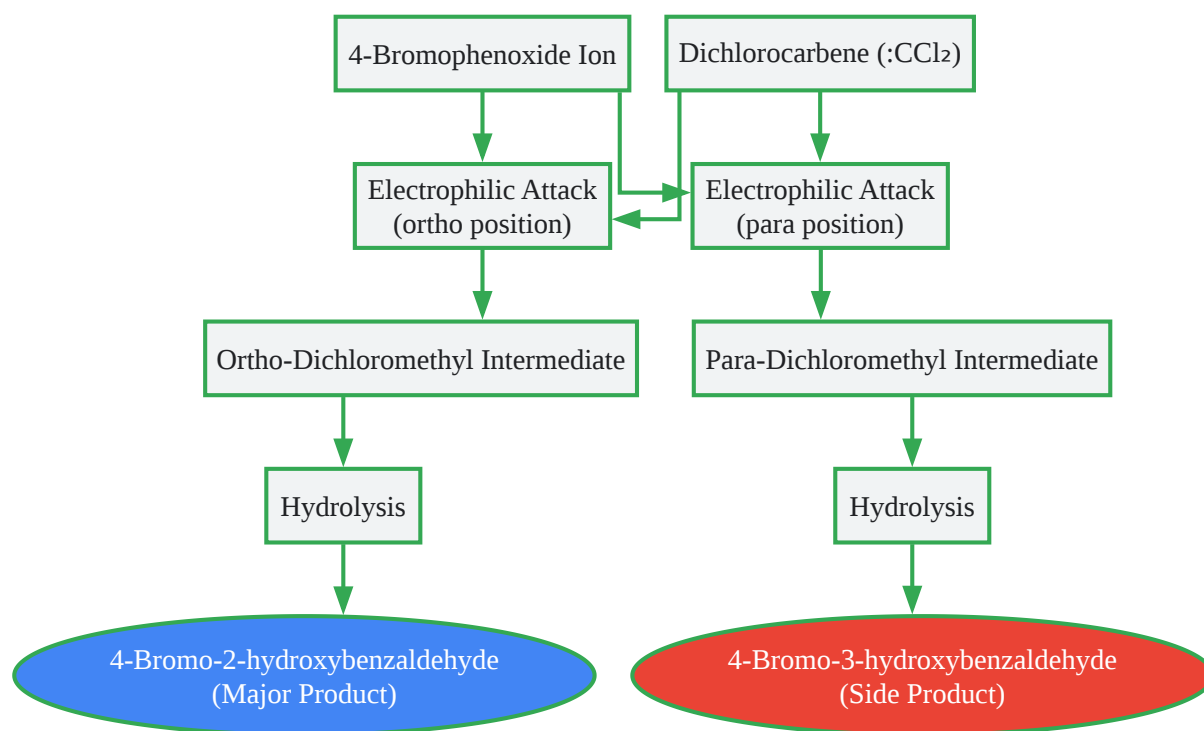 4-Bromophenoxide Ion
Dichlorocarbene (:CCl₂)
Electrophilic Attack
(ortho position)
Electrophilic Attack
(para position)
Ortho-Dichloromethyl Intermediate
Para-Dichloromethyl Intermediate
Hydrolysis
Hydrolysis
4-Bromo-2-hydroxybenzaldehyde
(Major Product)
4-Bromo-3-hydroxybenzaldehyde
(Side Product)